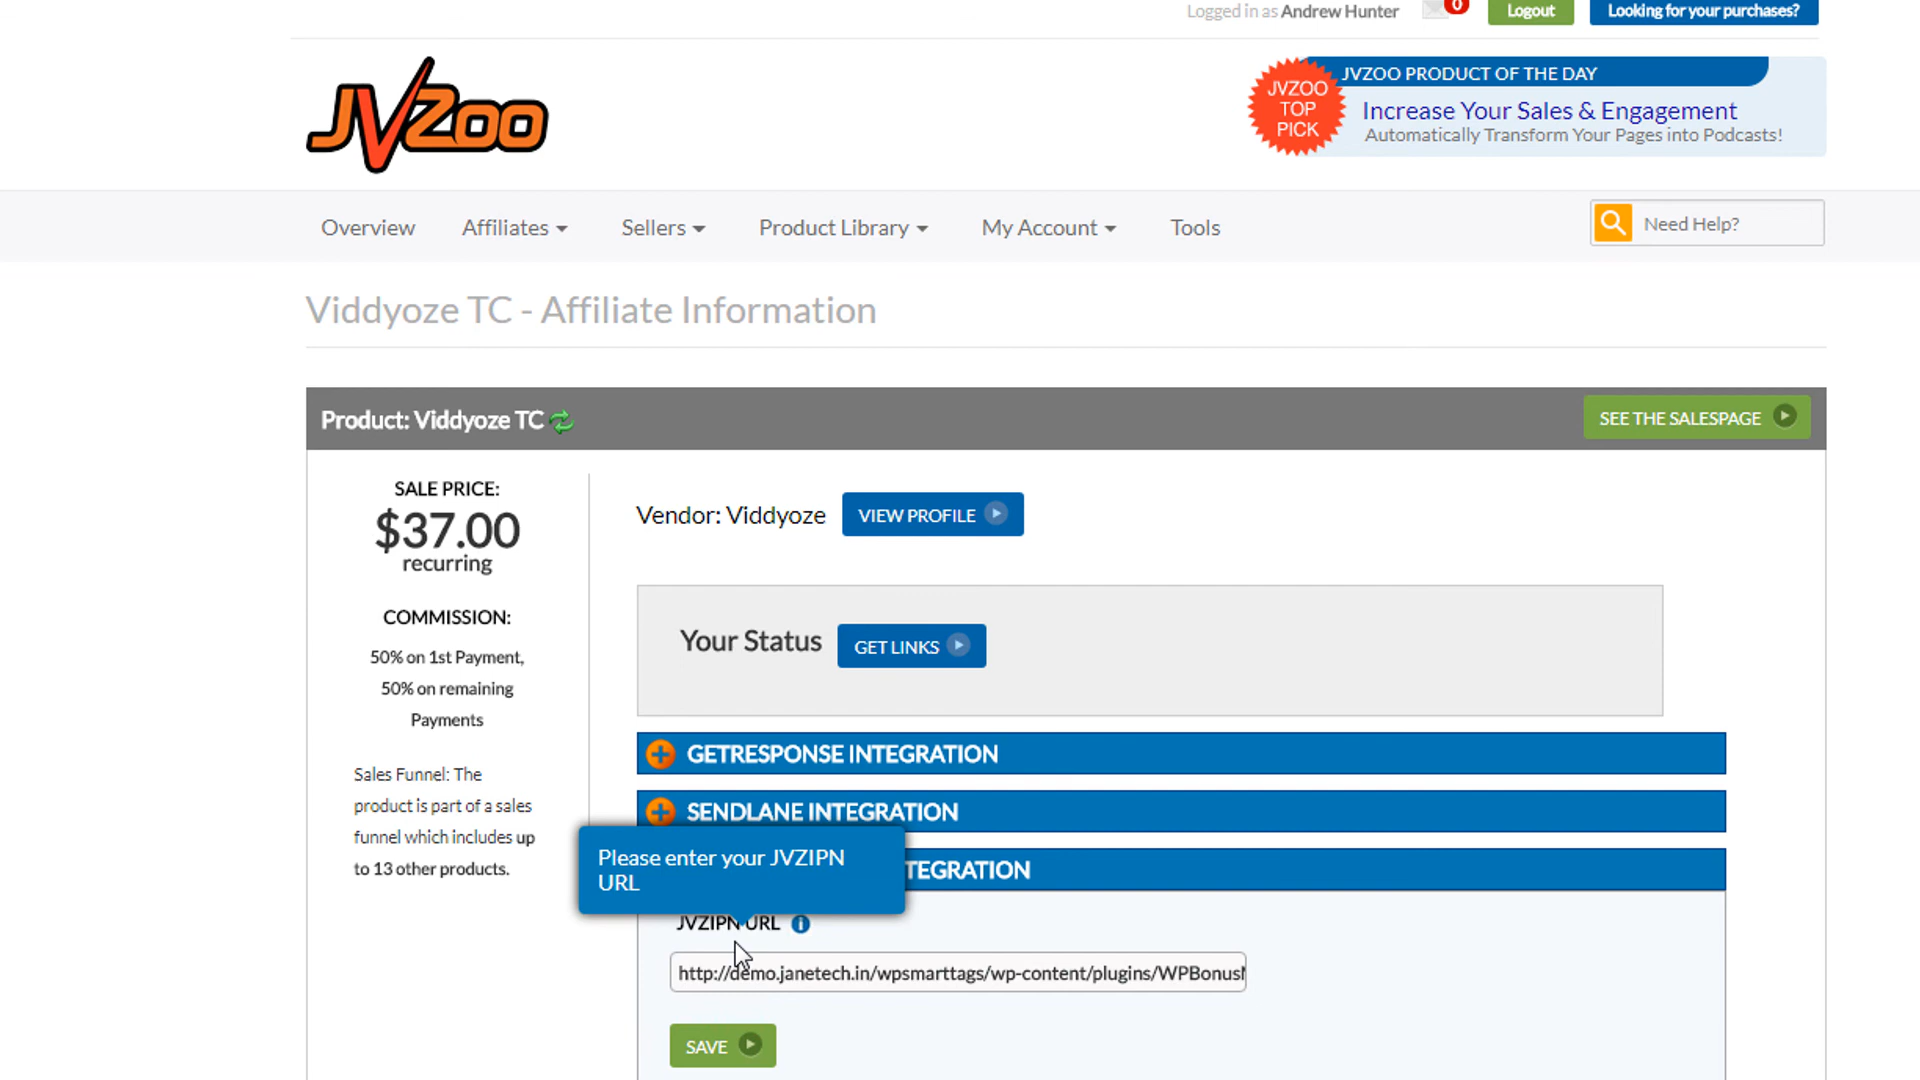 Logged in as Andrew Hunter
0
Logout
Looking for your purchases?
JVZoo
JVZOO
TOP
PICK
JVZOO PRODUCT OF THE DAY
Increase Your Sales & Engagement
Automatically Transform Your Pages into Podcasts!
Overview
Affiliates
Sellers
Product Library
My Account
Tools
Need Help?
Viddyoze TC - Affiliate Information
Product: Viddyoze TC
SEE THE SALESPAGE
SALE PRICE:
$37.00
recurring
COMMISSION:
50% on 1st Payment,
50% on remaining
Payments
Sales Funnel: The
product is part of a sales
funnel which includes up
to 13 other products.
Vendor: Viddyoze
VIEW PROFILE
Your Status
GET LINKS
GETRESPONSE INTEGRATION
SENDLANE INTEGRATION
TEGRATION
Please enter your JVZIPN
URL
JVZIPN URL
http://demo.janetech.in/wpsmarttags/wp-content/plugins/WPBonus
SAVE